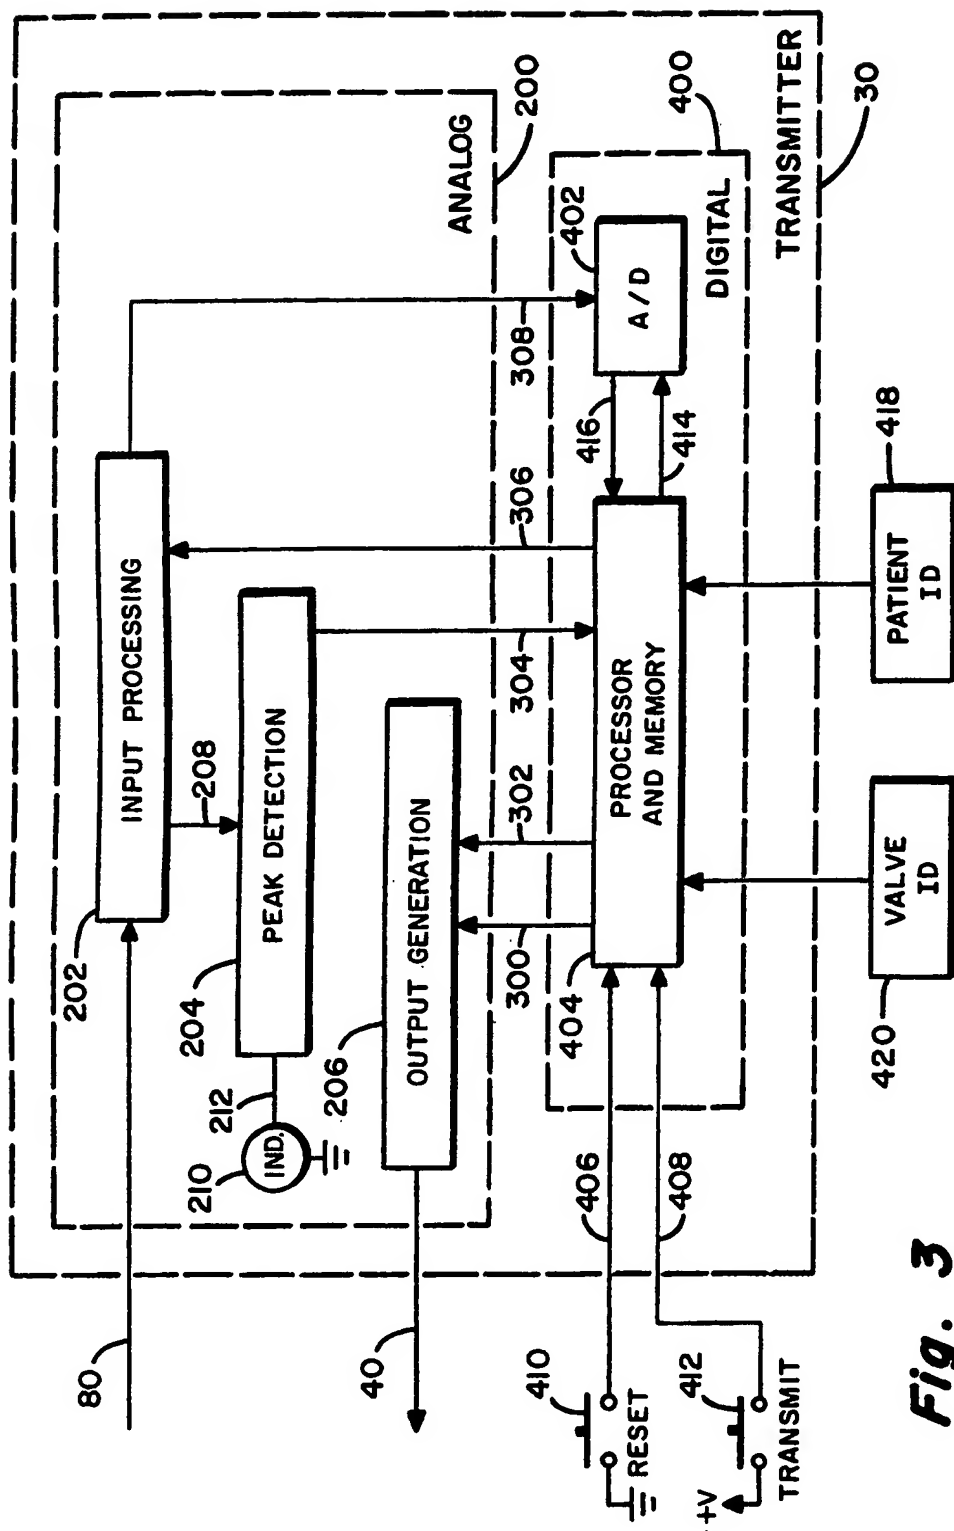 80
202
INPUT PROCESSING
208
204
PEAK DETECTION
212
210
IND.
206
OUTPUT GENERATION
40
ANALOG
200
300
302
304
306
308
404
PROCESSOR
AND MEMORY
416
414
402
A/D
DIGITAL
400
TRANSMITTER
30
406
408
410
RESET
412
TRANSMIT
+V
420
VALVE
ID
418
PATIENT
ID
Fig. 3